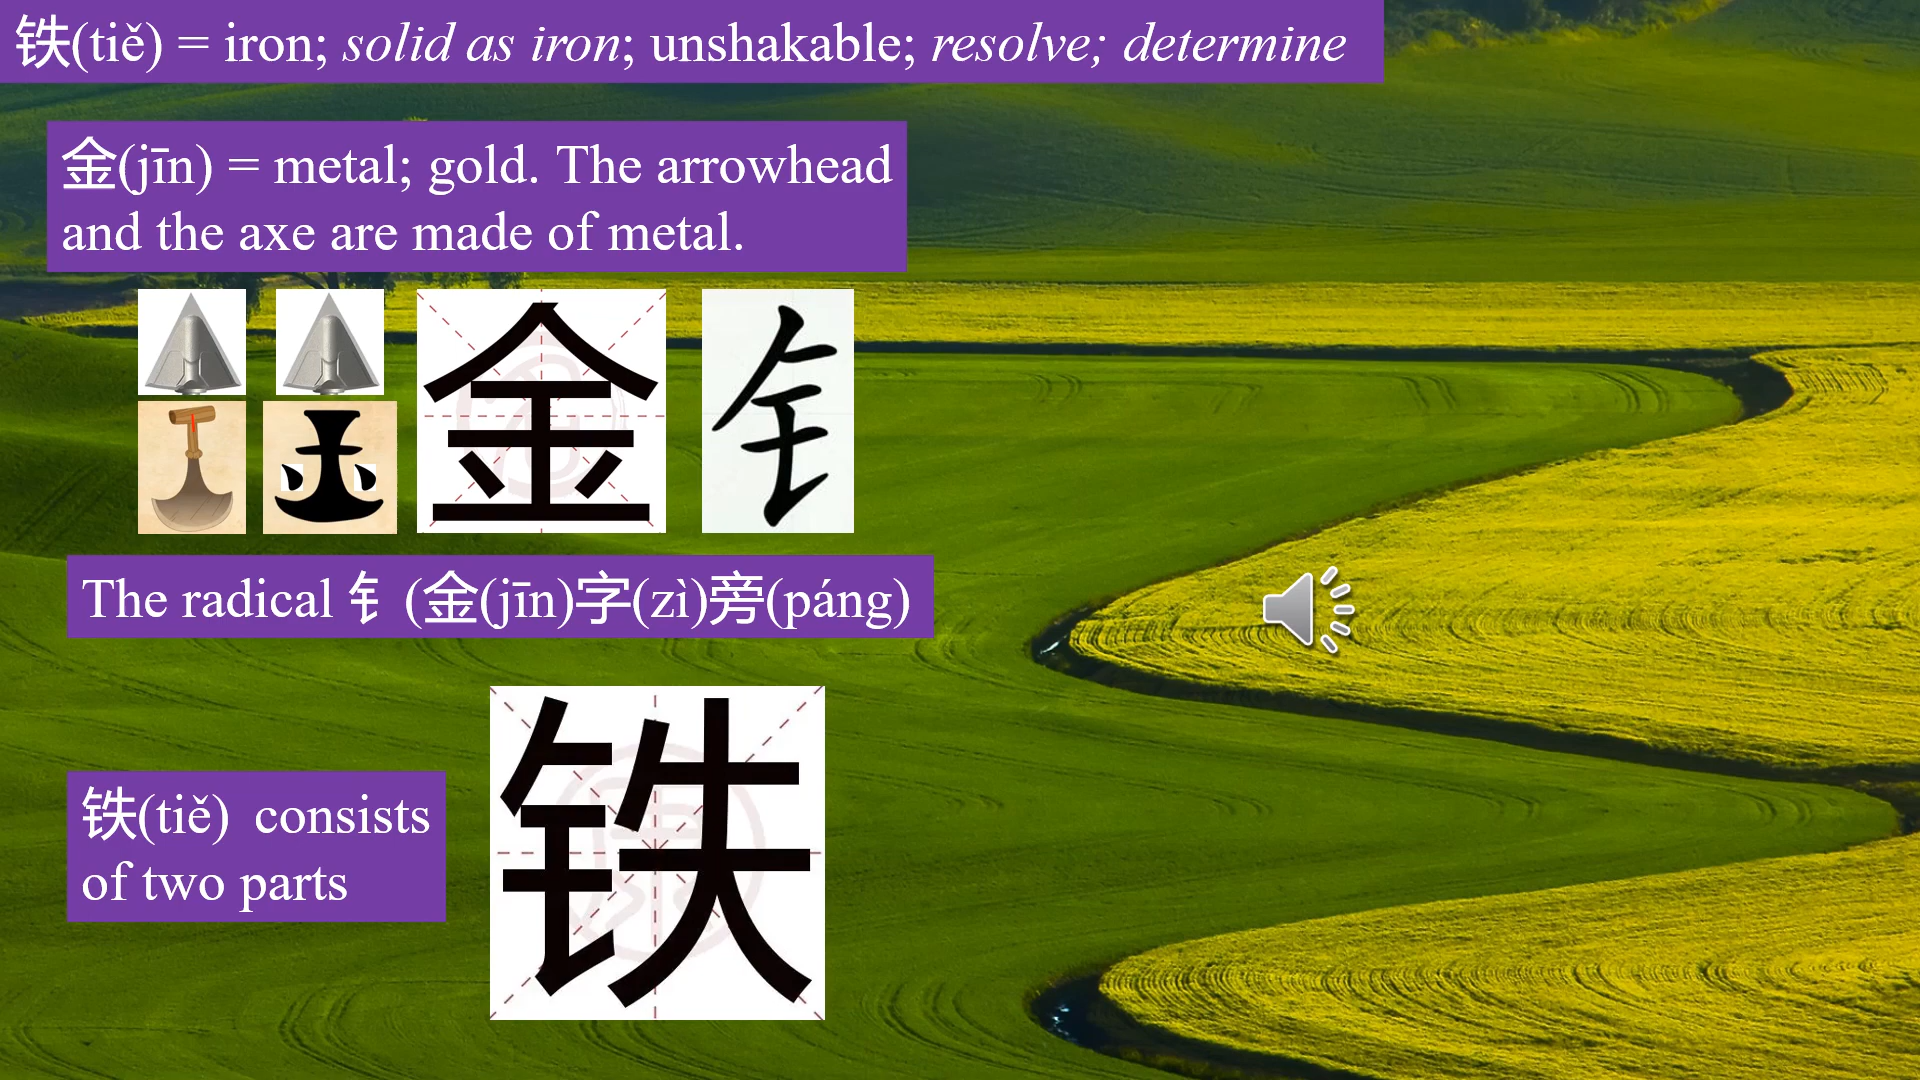 铁(tiě) = iron; solid as iron; unshakable; resolve; determine
金(jīn) = metal; gold. The arrowhead
and the axe are made of metal.
金
钅
The radical 钅(金(jīn)字(zì)旁(páng)
铁(tiě) consists
of two parts
铁